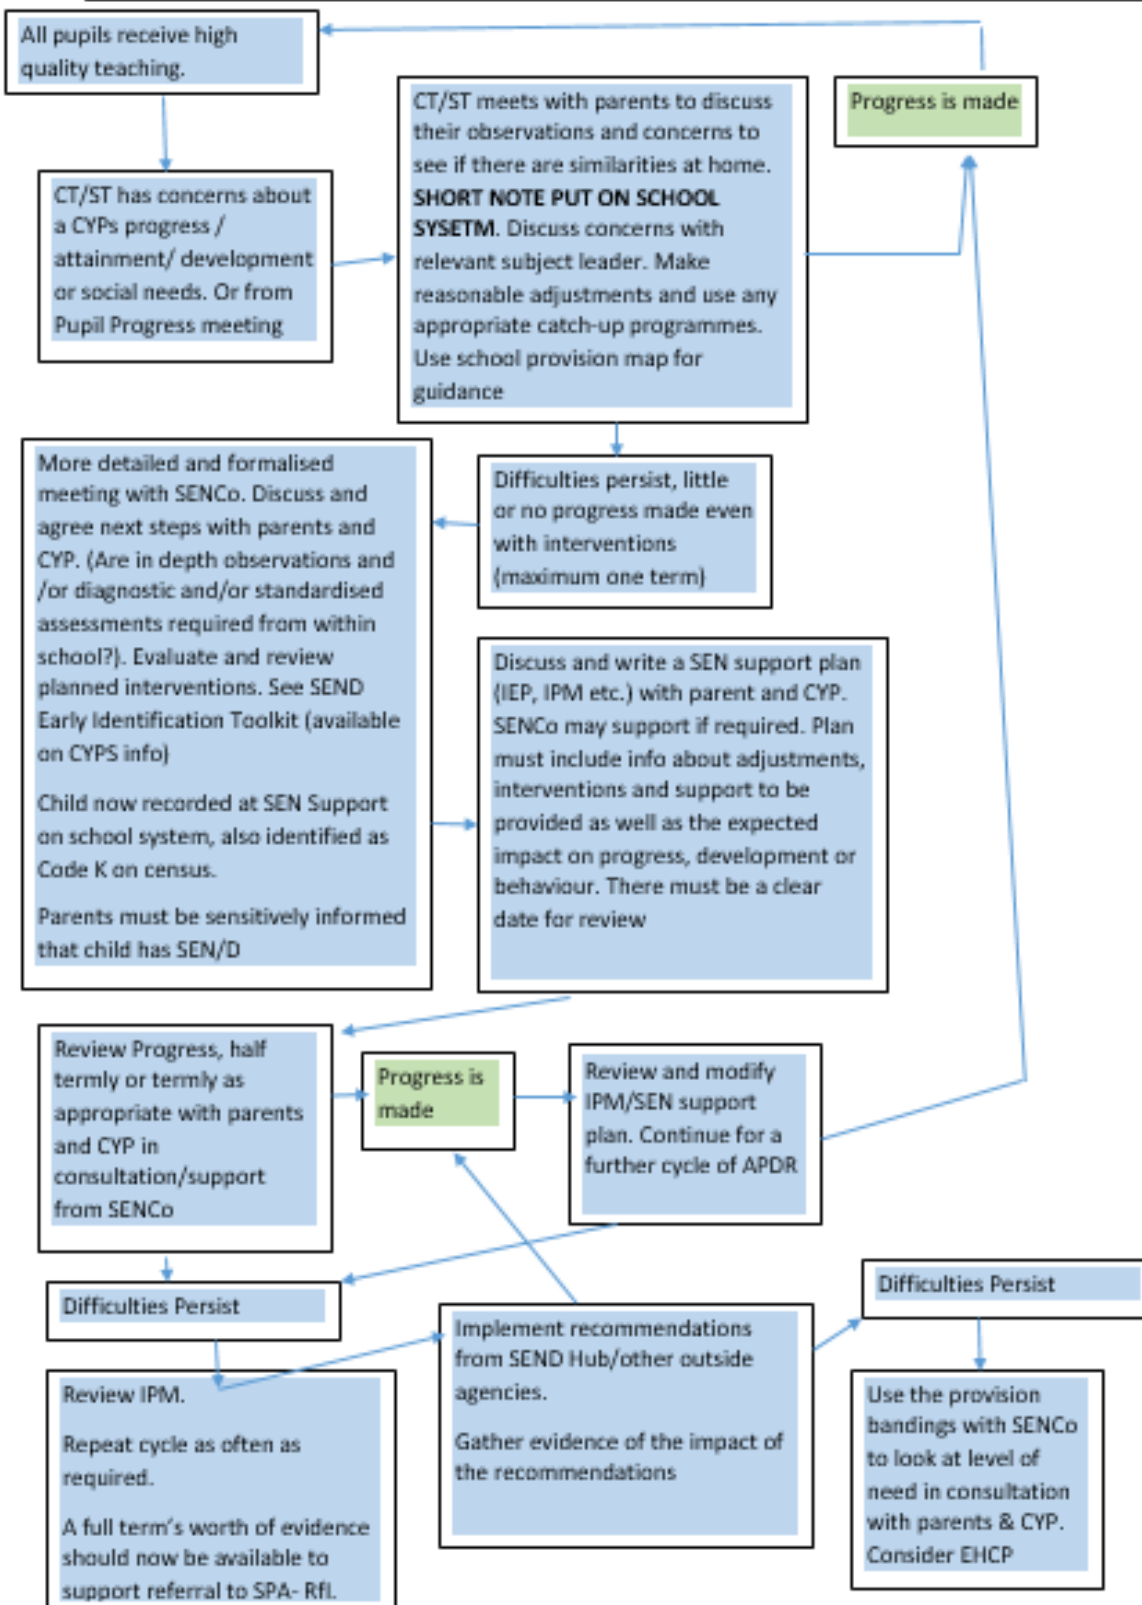 All pupils receive high
quality teaching.
Progress is made
CT/ST meets with parents to discuss
their observations and concerns to
see if there are similarities at home.
SHORT NOTE PUT ON SCHOOL
SYSETM. Discuss concerns with
relevant subject leader. Make
reasonable adjustments and use any
appropriate catch-up programmes.
Use school provision map for
guidance
CT/ST has concerns about
a CYPs progress /
attainment/ development
or social needs. Or from
Pupil Progress meeting
Difficulties persist, little
or no progress made even
with interventions
(maximum one term)
More detailed and formalised
meeting with SENCo. Discuss and
agree next steps with parents and
CYP. (Are in depth observations and
/or diagnostic and/or standardised
assessments required from within
school?). Evaluate and review
planned interventions. See SEND
Early Identification Toolkit (available
on CYPS info)
Child now recorded at SEN Support
on school system, also identified as
Code K on census.
Parents must be sensitively informed
that child has SEN/D
Discuss and write a SEN support plan
(IEP, IPM etc.) with parent and CYP.
SENCo may support if required. Plan
must include info about adjustments,
interventions and support to be
provided as well as the expected
impact on progress, development or
behaviour. There must be a clear
date for review
Review Progress, half
termly or termly as
appropriate with parents
and CYP in
consultation/support
from SENCo
Progress is
made
Review and modify
IPM/SEN support
plan. Continue for a
further cycle of APDR
Difficulties Persist
Review IPM.
Repeat cycle as often as
required.
A full term's worth of evidence
should now be available to
support referral to SPA- RfI.
Implement recommendations
from SEND Hub/other outside
agencies.
Gather evidence of the impact of
the recommendations
Difficulties Persist
Use the provision
bandings with SENCo
to look at level of
need in consultation
with parents & CYP.
Consider EHCP